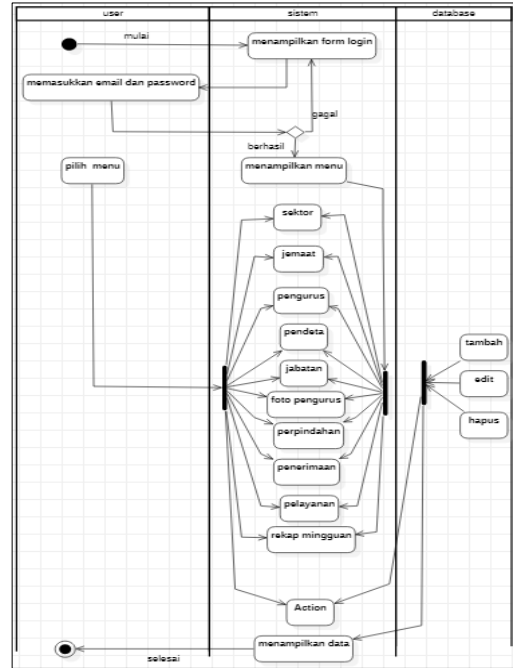 user
sistem
database
mulai
menampilkan form login
memasukkan email dan password
gagal
berhasil
pilih menu
menampilkan menu
sektor
jemaat
pengurus
pendeta
jabatan
foto pengurus
perpindahan
penerimaan
pelayanan
rekap mingguan
tambah
edit
hapus
Action
menampilkan data
selesai